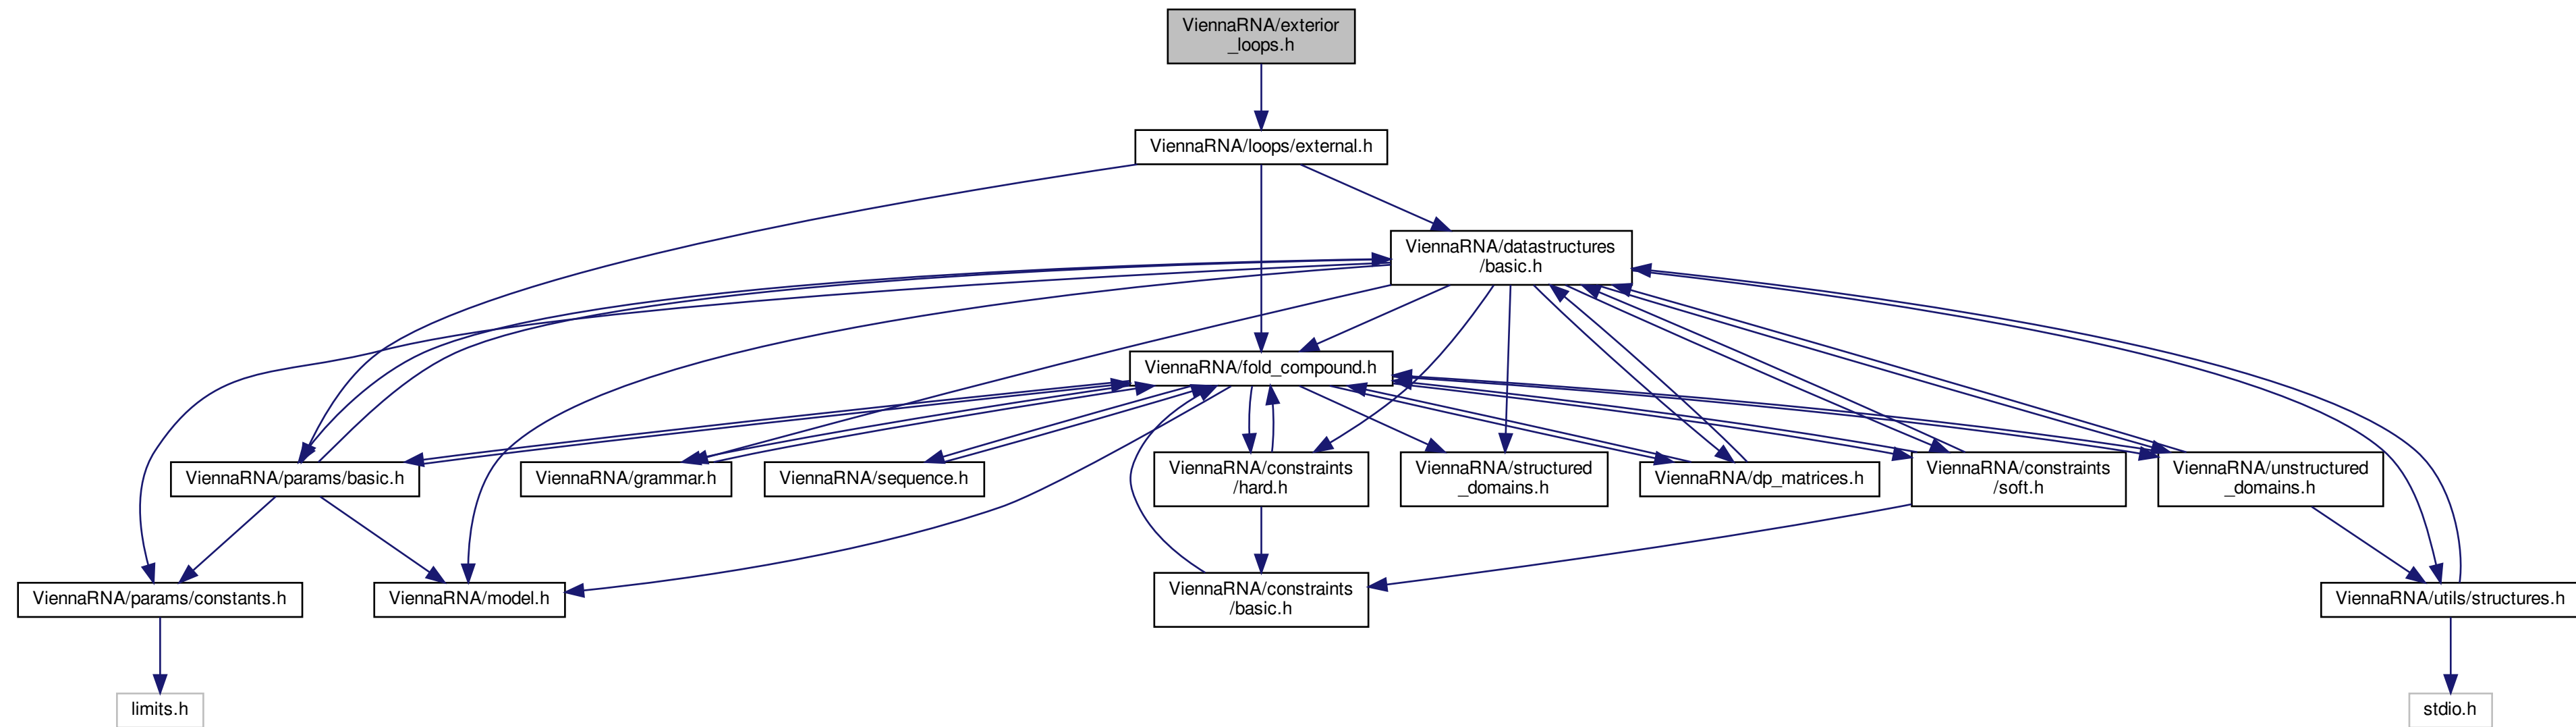 ViennaRNA/exterior
_loops.h
ViennaRNA/loops/external.h
ViennaRNA/datastructures
/basic.h
ViennaRNA/fold_compound.h
ViennaRNA/params/basic.h
ViennaRNA/grammar.h
ViennaRNA/sequence.h
ViennaRNA/constraints
/hard.h
ViennaRNA/structured
_domains.h
ViennaRNA/dp_matrices.h
ViennaRNA/constraints
/soft.h
ViennaRNA/unstructured
_domains.h
ViennaRNA/params/constants.h
ViennaRNA/model.h
ViennaRNA/constraints
/basic.h
ViennaRNA/utils/structures.h
limits.h
stdio.h